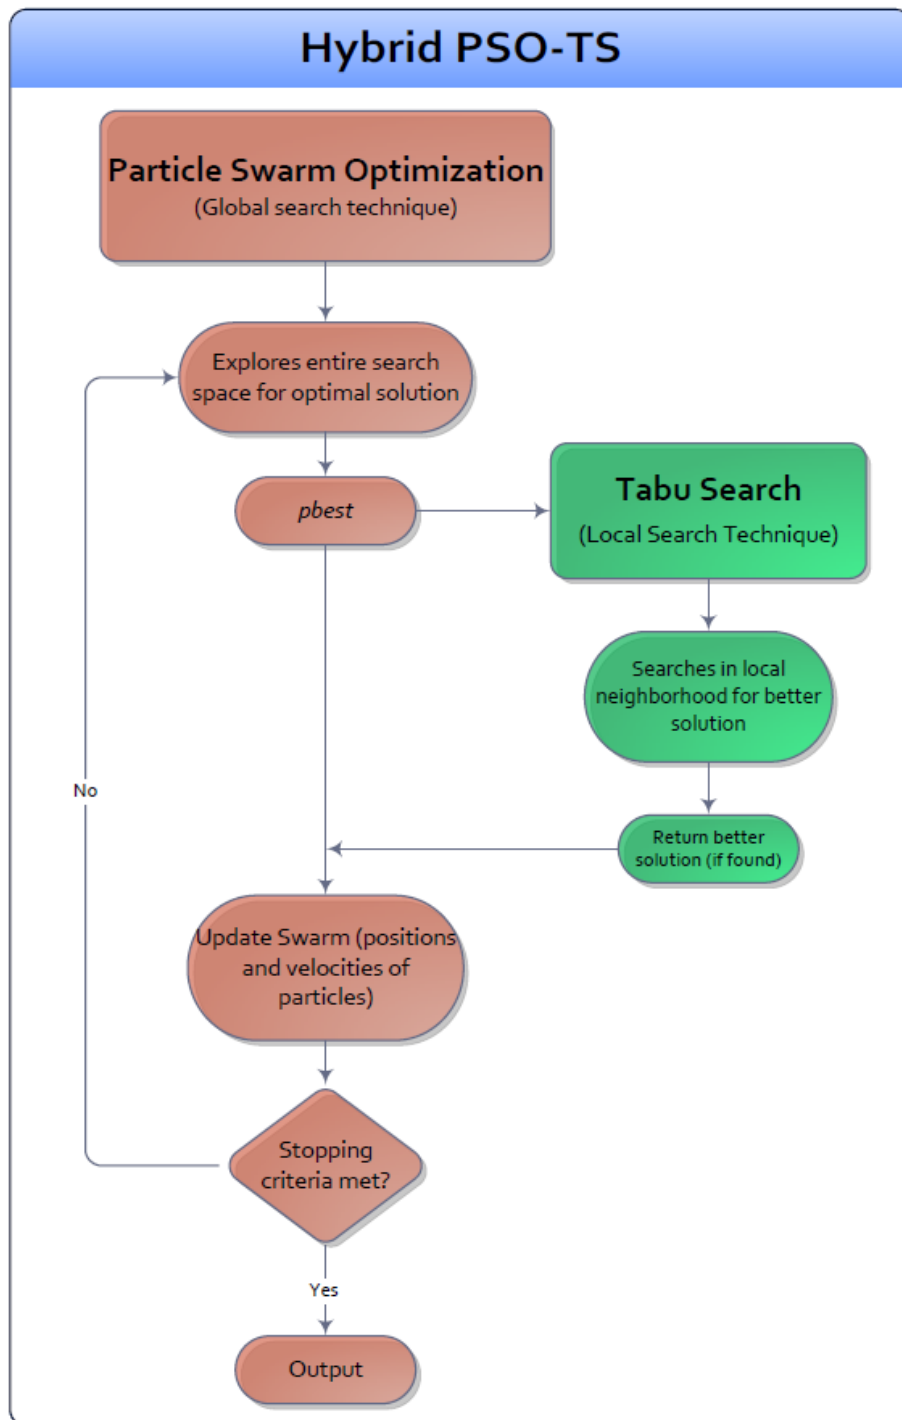 Hybrid PSO-TS
Particle Swarm Optimization
(Global search technique)
Explores entire search
space for optimal solution
pbest
Tabu Search
(Local Search Technique)
Searches in local
neighborhood for better
solution
No
Return better
solution (if found)
Update Swarm (positions
and velocities of
particles)
Stopping
criteria met?
Yes
Output